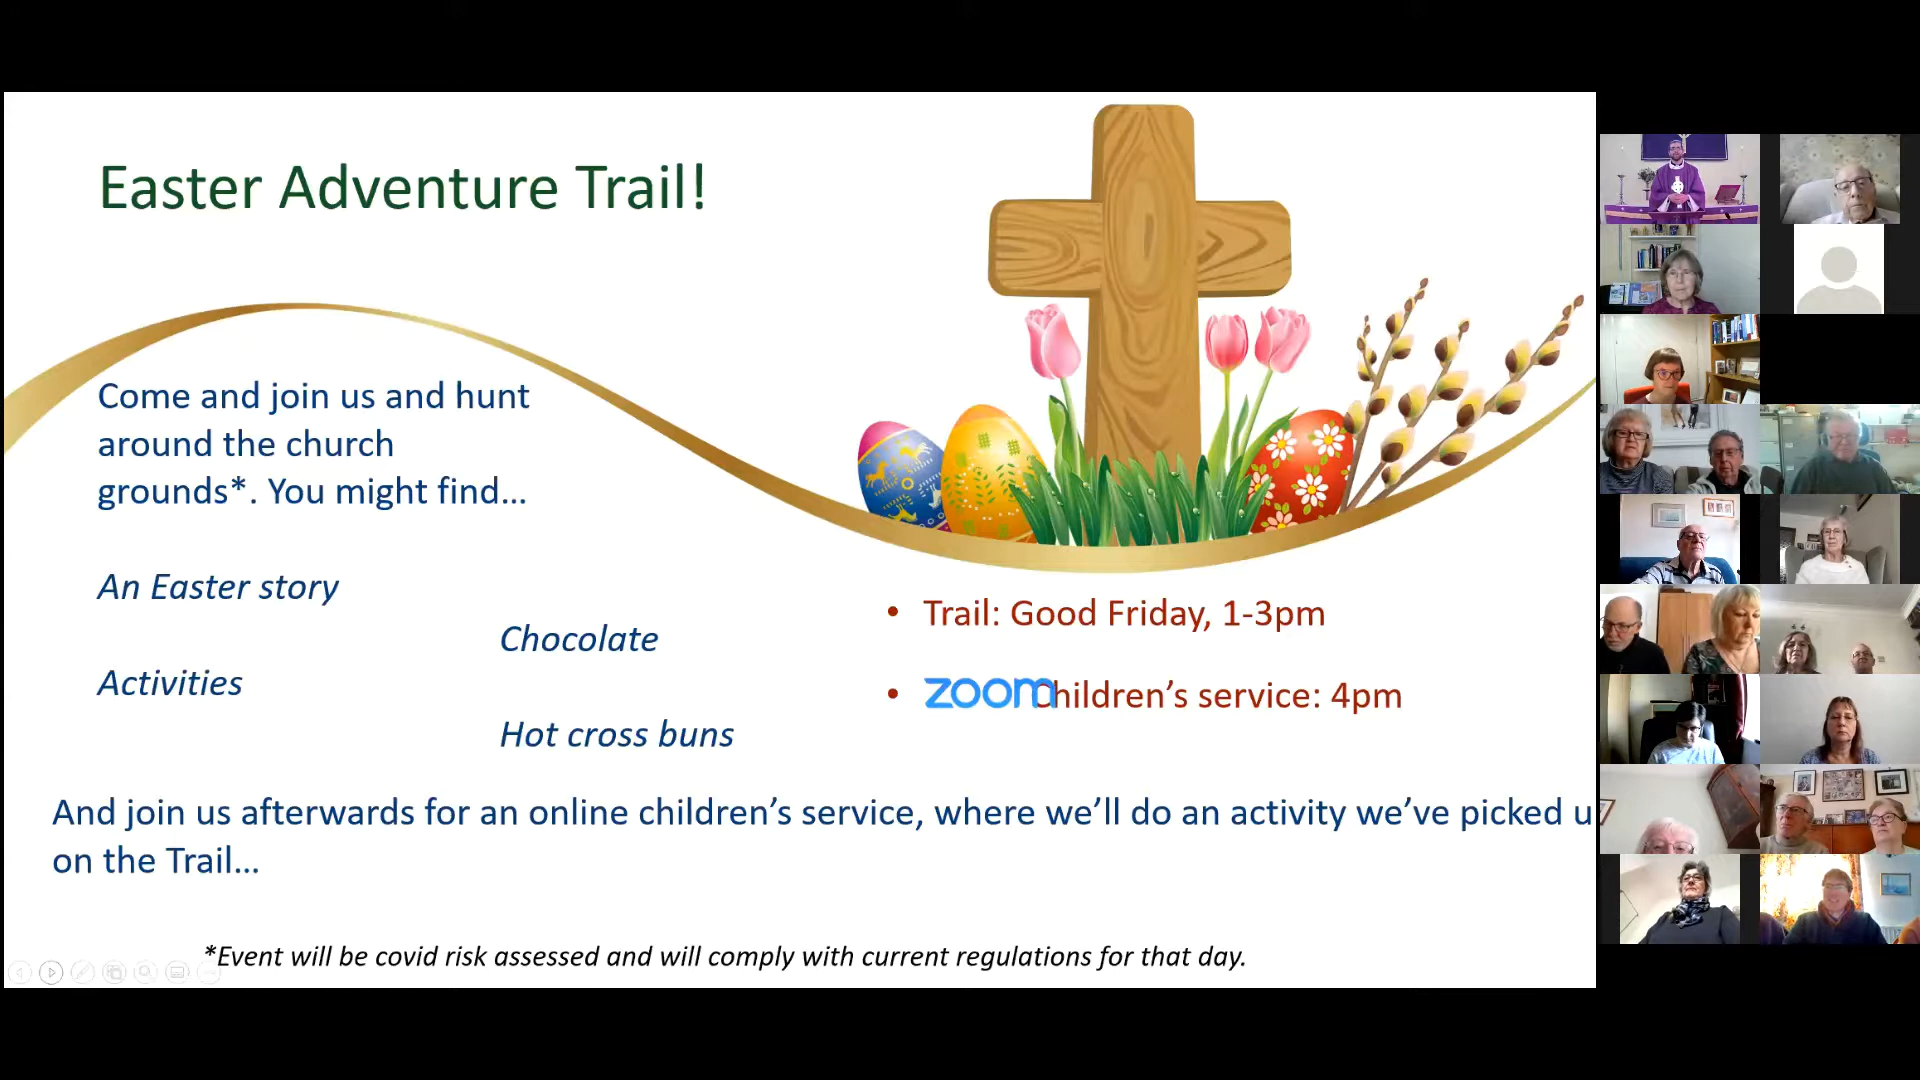 Easter Adventure Trail!
Come and join us and hunt
around the church
grounds*. You might find…
An Easter story
Chocolate
Activities
Hot cross buns
• Trail: Good Friday, 1-3pm
• zoom Children’s service: 4pm
And join us afterwards for an online children’s service, where we’ll do an activity we’ve picked u
on the Trail…
*Event will be covid risk assessed and will comply with current regulations for that day.